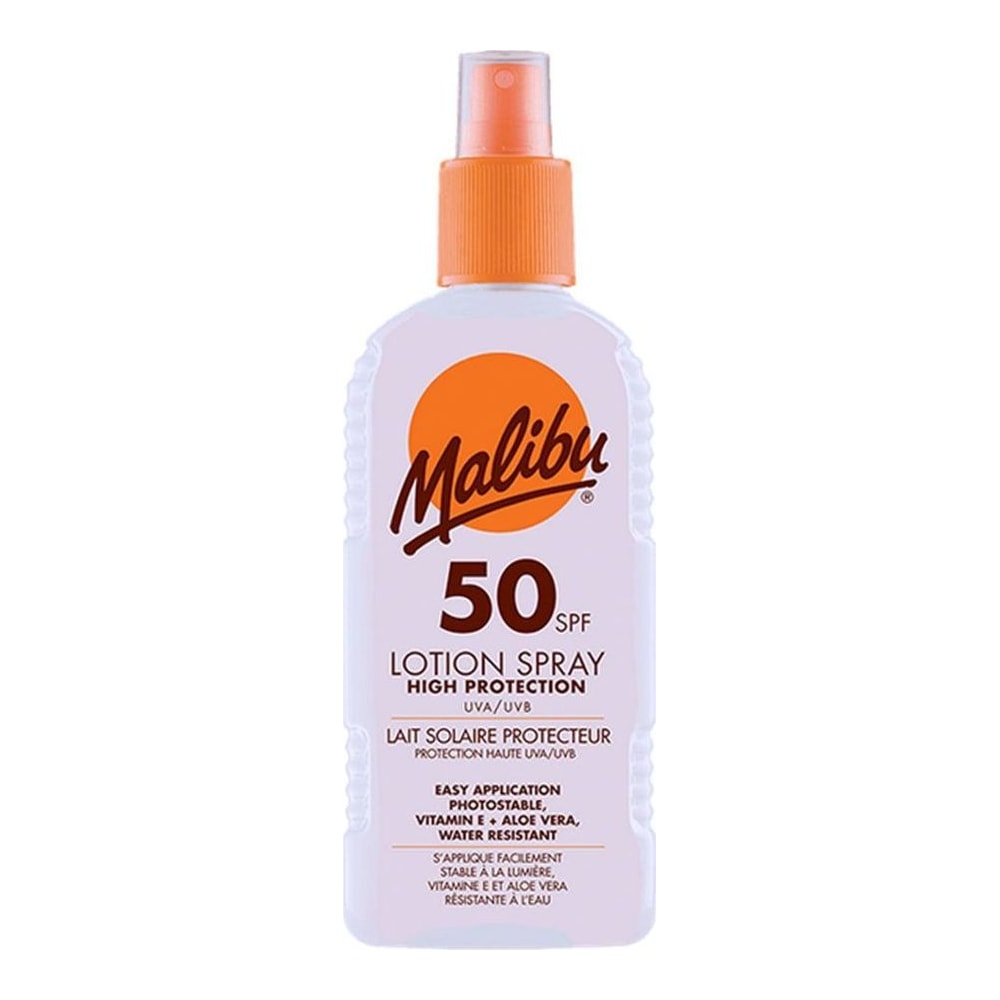 Malibu®
50 SPF
LOTION SPRAY
HIGH PROTECTION
UVA/UVB
LAIT SOLAIRE PROTECTEUR
PROTECTION HAUTE UVA/UVB
EASY APPLICATION
PHOTOSTABLE,
VITAMIN E + ALOE VERA,
WATER RESISTANT
S'APPLIQUE FACILEMENT
STABLE À LA LUMIÈRE,
VITAMINE E ET ALOE VERA
RÉSISTANTE À L'EAU